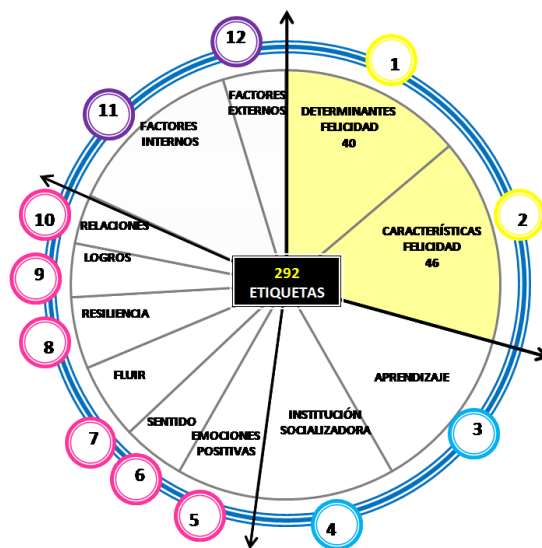 12
1
11
FACTORES
EXTERNOS
DETERMINANTES
FELICIDAD
40
FACTORES
INTERNOS
10
RELACIONES
2
CARACTERÍSTICAS
FELICIDAD
46
9
LOGROS
292
ETIQUETAS
RESILIENCIA
8
FLUIR
APRENDIZAJE
3
SENTIDO
EMOCIONES
POSITIVAS
INSTITUCIÓN
SOCIALIZADORA
7
6
5
4